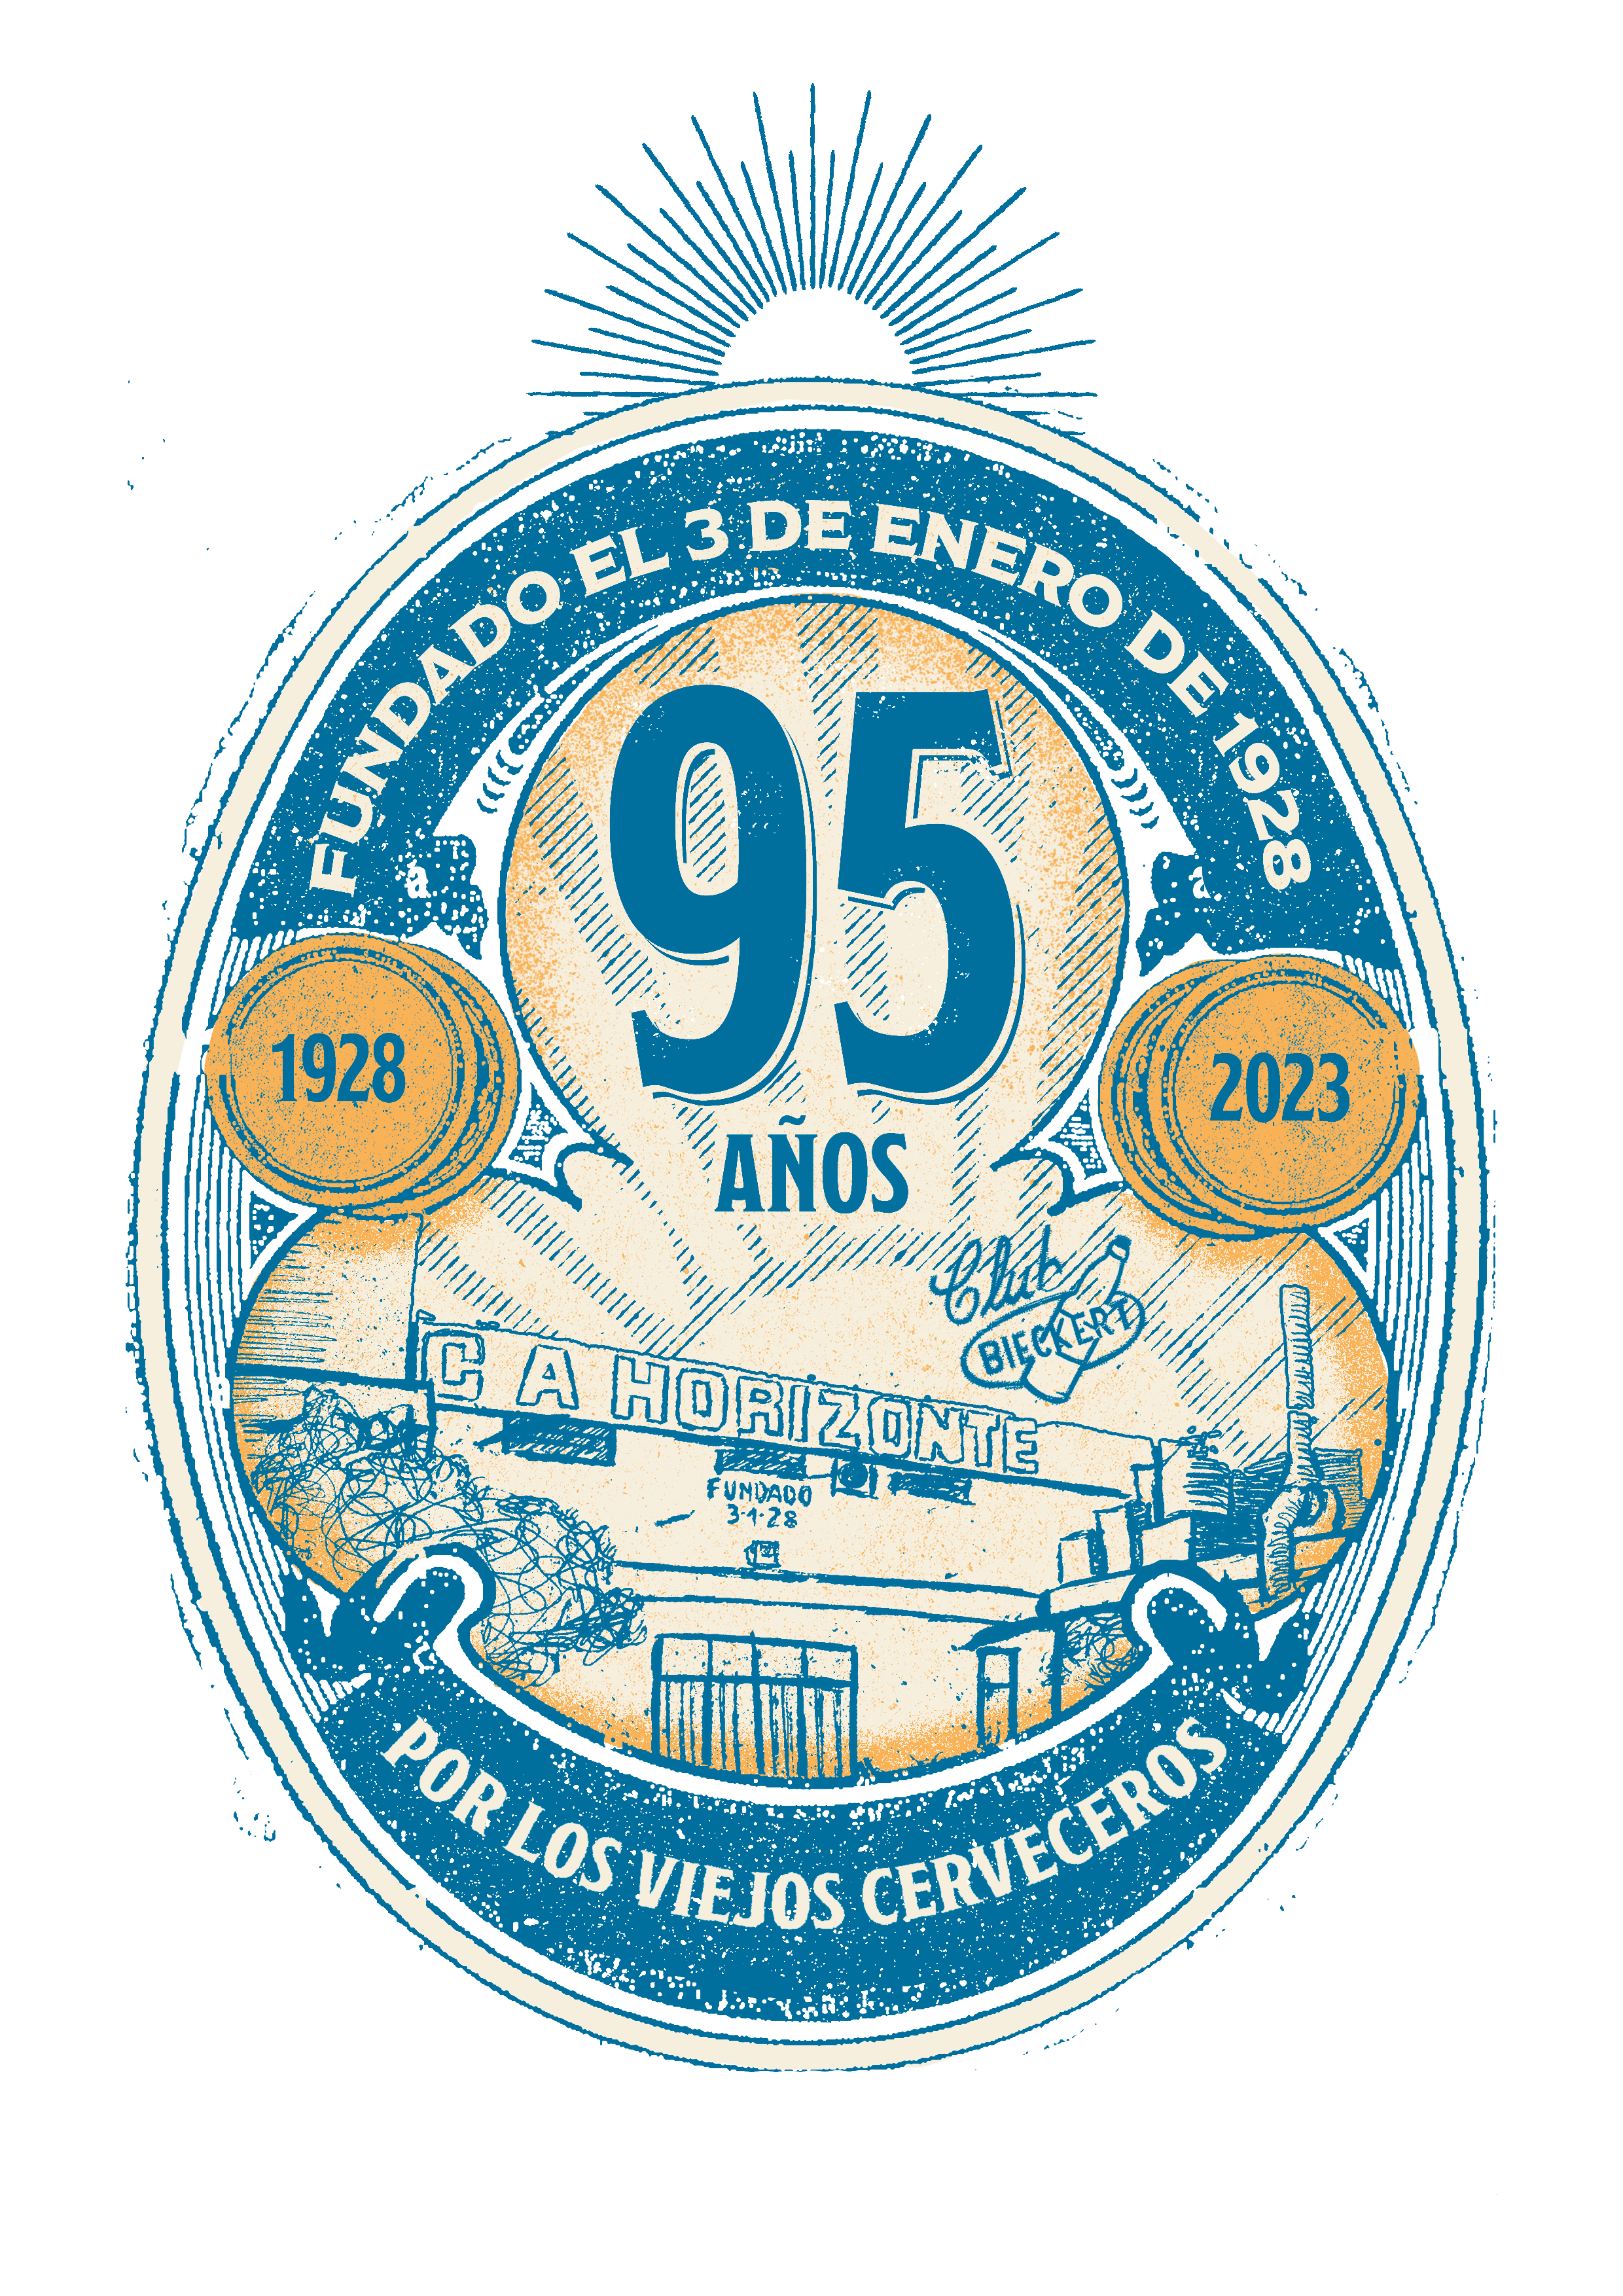 FUNDADO EL 3 DE ENERO DE 1928
95
AÑOS
1928
2023
Club
BIECKERT
C A HORIZONTE
FUNDADO
3-1-28
POR LOS VIEJOS CERVECEROS